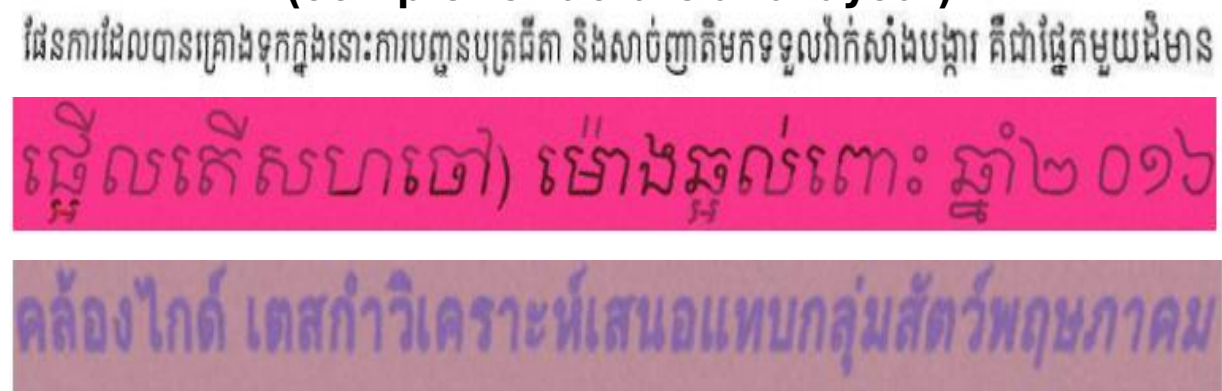 ផែនការដែលបានគ្រោងទុកក្នុងនោះការបញ្ជូនបុត្រធីតា និងសាច់ញាតិមកទទួលវ៉ាក់សាំងបង្ការ គឺជាផ្នែកមួយដ៏មាន
ផ្អើលតើសហចៅ) ម៉ោងឆ្អល់ពោះ ឆ្នាំ២០១៦
คล้องไกด์ เตสกำวิเคราะห์เสนอแทบกลุ่มสัตว์พฤษภาคม